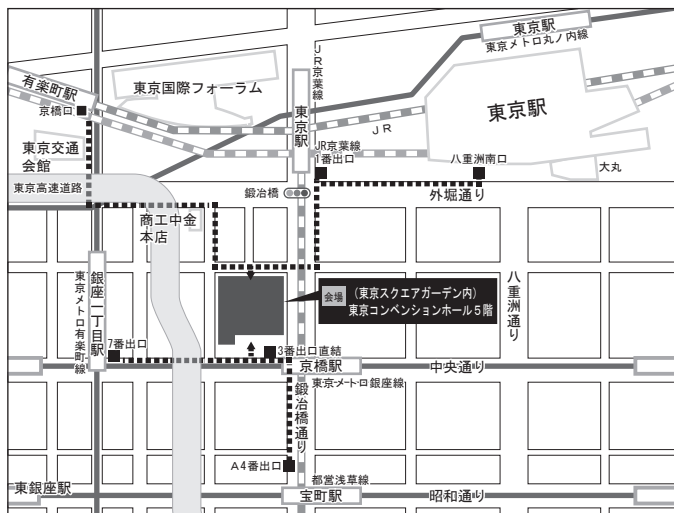 東京駅
東京メトロ丸ノ内線
有楽町駅
京橋口
東京国際フォーラム
JR京葉線
東京駅
東京駅
JR
東京交通
会館
JR京葉線
1番出口
八重洲南口
大丸
東京高速道路
鍛冶橋
外堀通り
商工中金
本店
会場
(東京スクエアガーデン内)
東京コンベンションホール5階
八重洲通り
銀座一丁目駅
東京メトロ有楽町線
7番出口
3番出口直結
京橋駅
中央通り
東京メトロ銀座線
鍛冶橋通り
A4番出口
都営浅草線
東銀座駅
宝町駅
昭和通り